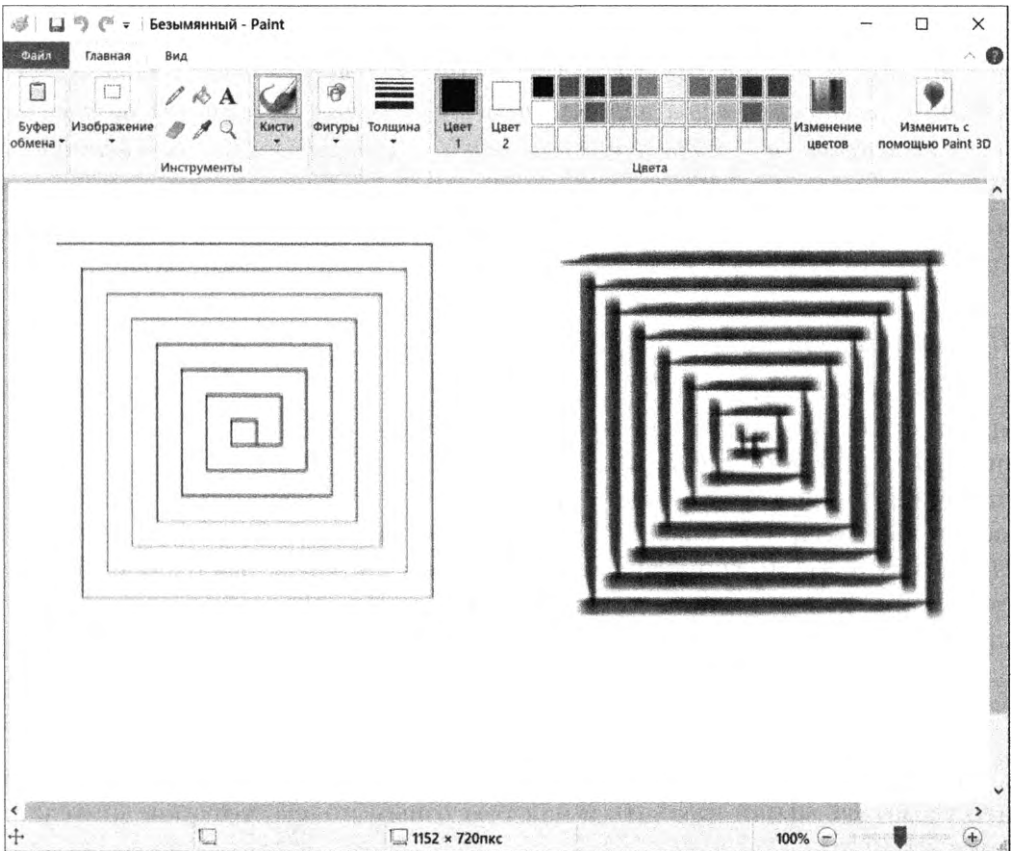 Безымянный - Paint
Файл Главная Вид
Буфер обмена
Изображение
A
Инструменты
Кисти
Фигуры
Толщина
Цвет 1
Цвет 2
Изменение цветов
Изменить с помощью Paint 3D
Цвета
1152 × 720пкс
100%